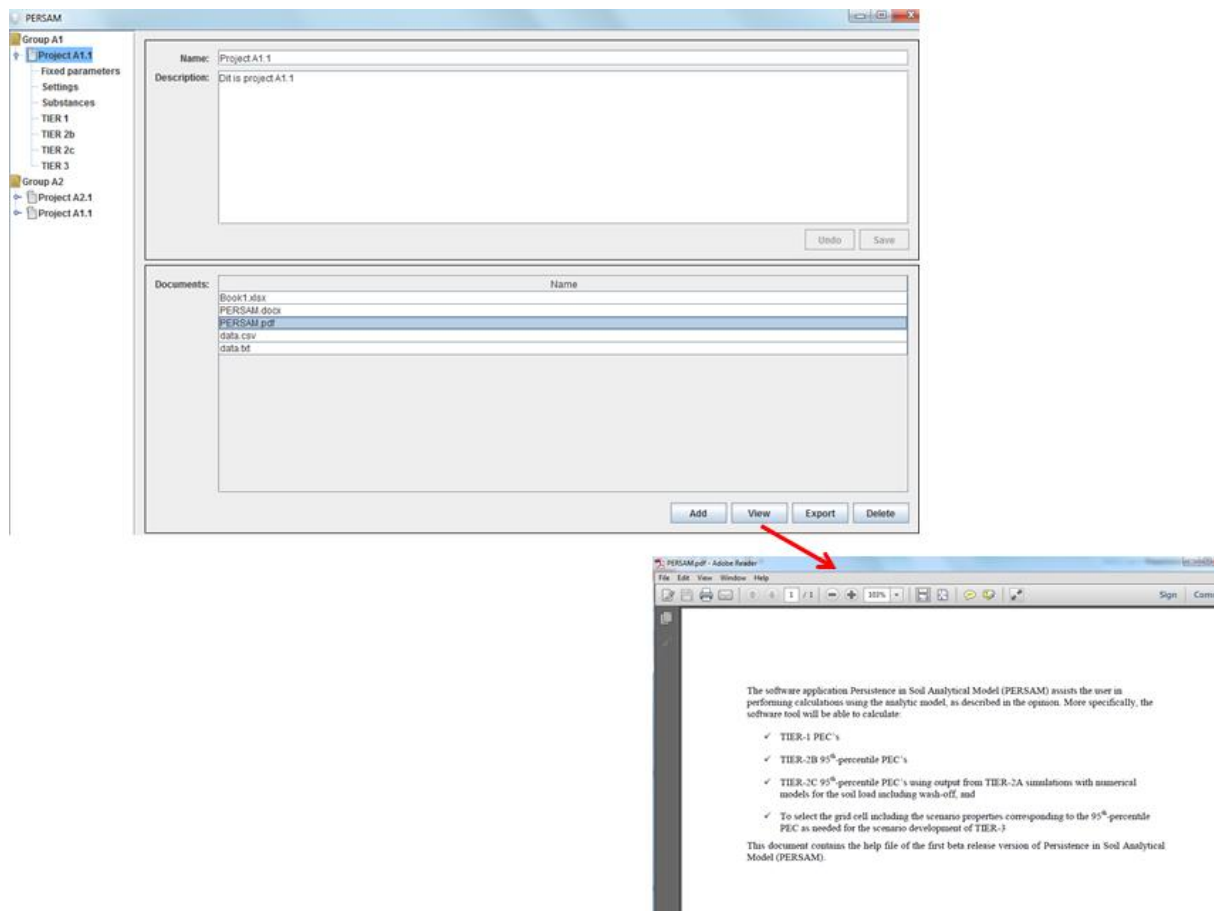 PERSAM
Group A1
Project A1.1
Fixed parameters
Settings
Substances
TIER 1
TIER 2b
TIER 2c
TIER 3
Group A2
Project A2.1
Project A1.1
Name: Project A1.1
Description: Dit is project A1.1
Undo Save
Documents: Name
Book1.xlsx
PERSAM.docx
PERSAM.pdf
data.csv
data.txt
Add View Export Delete
PERSAM.pdf - Adobe Reader
File Edit View Window Help
1 / 1 Sign
The software application Persistence in Soil Analytical Model (PERSAM) assists the user in
performing calculations using the analytic model, as described in the opinion. More specifically, the
software tool will be able to calculate:
✓ TIER-1 PEC's
✓ TIER-2B 95th-percentile PEC's
✓ TIER-2C 95th-percentile PEC's using output from TIER-2A simulations with numerical
models for the soil load including wash-off, and
✓ To select the grid cell including the scenario properties corresponding to the 95th-percentile
PEC as needed for the scenario development of TIER-3
This document contains the help file of the first beta release version of Persistence in Soil Analytical
Model (PERSAM).